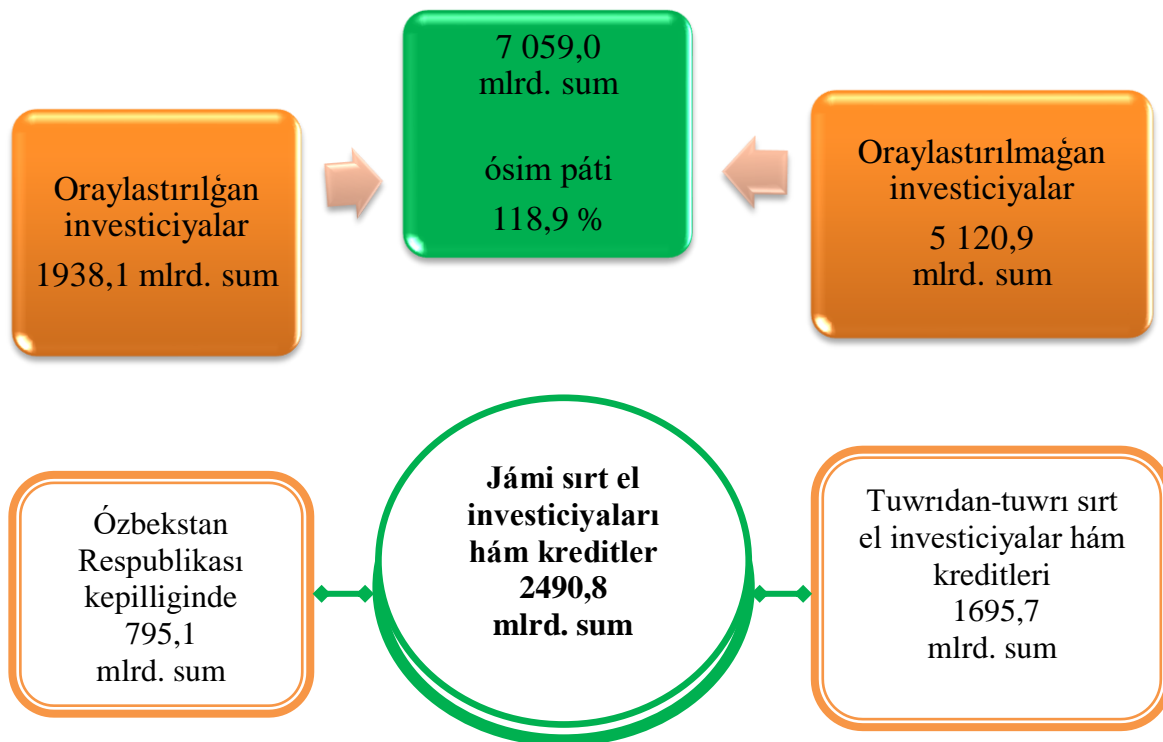 7 059,0
mlrd. sum
ósim páti
118,9 %
Oraylastırılģan
investiciyalar
1938,1 mlrd. sum
Oraylastırılmaģan
investiciyalar
5 120,9
mlrd. sum
Jámi sırt el
investiciyaları
hám kreditler
2490,8
mlrd. sum
Ózbekstan
Respublikası
kepilliginde
795,1
mlrd. sum
Tuwrıdan-tuwrı sırt
el investiciyalar hám
kreditleri
1695,7
mlrd. sum